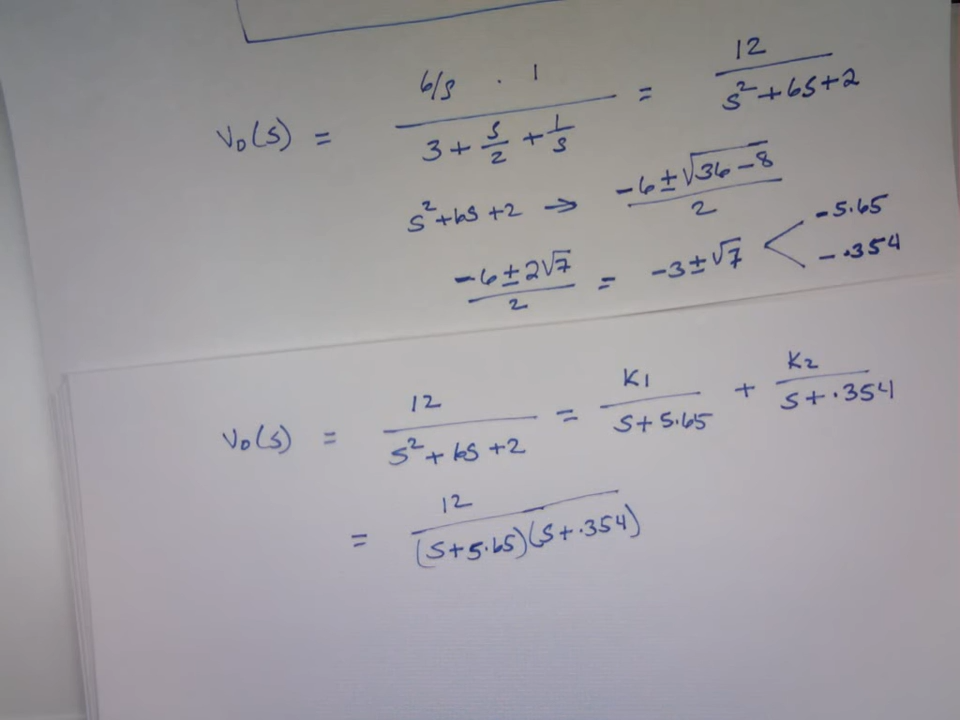 V₀(s) = (6/s · 1)/(3 + s/2 + 1/s) = 12/(s² + 6s + 2)
s² + 6s + 2 → (-6 ± √(36 - 8))/2
(-6 ± 2√7)/2 = -3 ± √7 < -5.65
-.354
V₀(s) = 12/(s² + 6s + 2) = K1/(s + 5.65) + K2/(s + .354)
= 12/((s + 5.65)(s + .354))